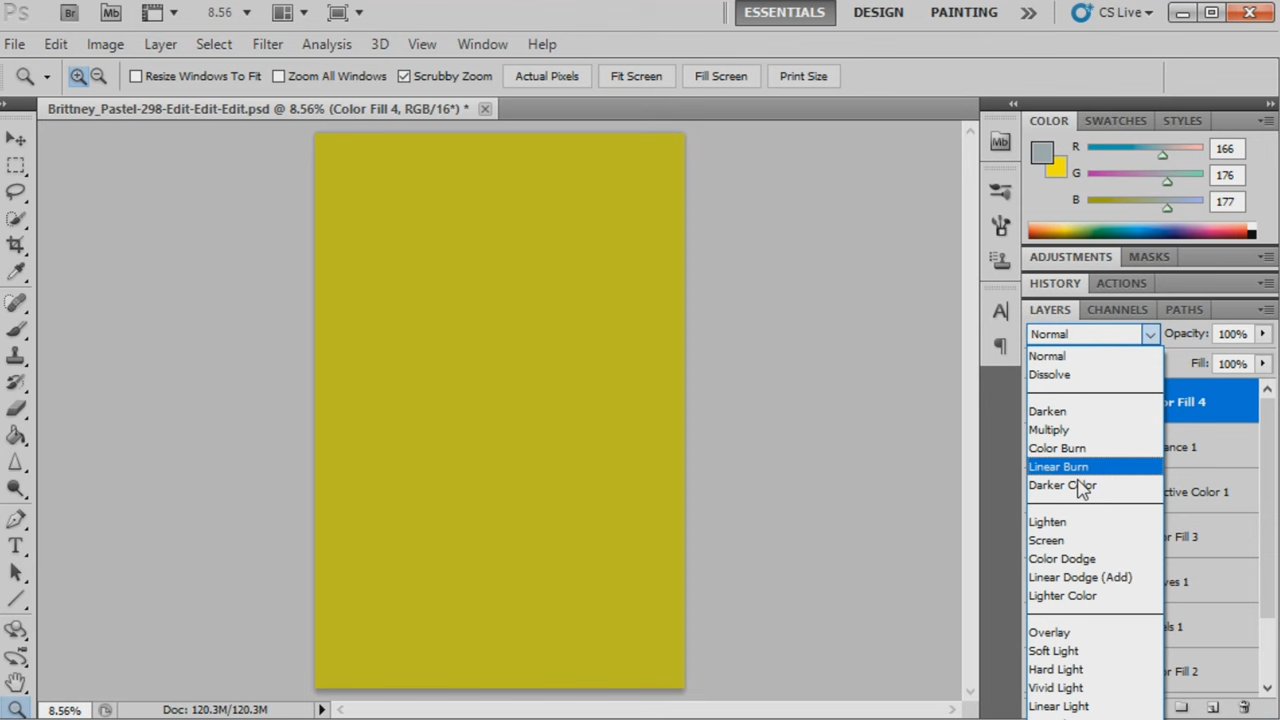 Ps Br Mb 8.56 ESSENTIALS DESIGN PAINTING CS Live
File Edit Image Layer Select Filter Analysis 3D View Window Help
Resize Windows To Fit Zoom All Windows Scrubby Zoom Actual Pixels Fit Screen Fill Screen Print Size
Brittney_Pastel-298-Edit-Edit-Edit.psd @ 8.56% (Color Fill 4, RGB/16*) *
COLOR SWATCHES STYLES
Mb
R 166
G 176
B 177
ADJUSTMENTS MASKS
HISTORY ACTIONS
LAYERS CHANNELS PATHS
Normal Opacity: 100%
Fill: 100%
Normal
Dissolve
Darken
Multiply
Color Burn
Linear Burn
Darker Color
Lighten
Screen
Color Dodge
Linear Dodge (Add)
Lighter Color
Overlay
Soft Light
Hard Light
Vivid Light
Linear Light
or Fill 4
ance 1
ctive Color 1
or Fill 3
ves 1
ls 1
or Fill 2
A
T
8.56% Doc: 120.3M/120.3M